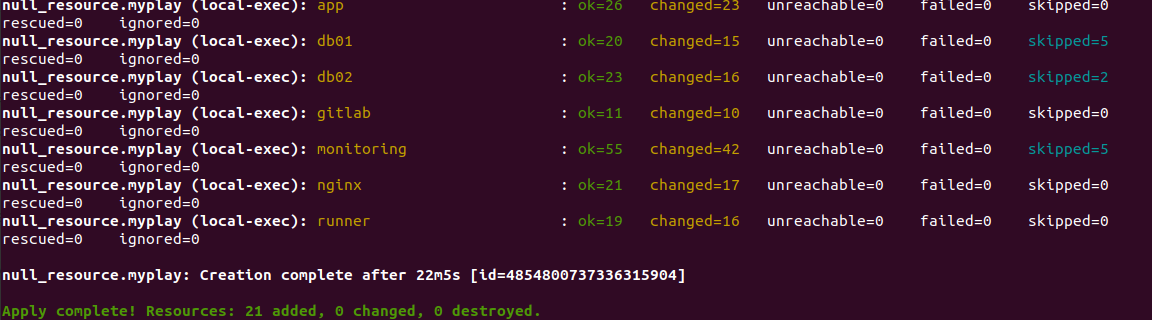 null_resource.myplay (local-exec): app : ok=26 changed=23 unreachable=0 failed=0 skipped=0
rescued=0 ignored=0
null_resource.myplay (local-exec): db01 : ok=20 changed=15 unreachable=0 failed=0 skipped=5
rescued=0 ignored=0
null_resource.myplay (local-exec): db02 : ok=23 changed=16 unreachable=0 failed=0 skipped=2
rescued=0 ignored=0
null_resource.myplay (local-exec): gitlab : ok=11 changed=10 unreachable=0 failed=0 skipped=0
rescued=0 ignored=0
null_resource.myplay (local-exec): monitoring : ok=55 changed=42 unreachable=0 failed=0 skipped=5
rescued=0 ignored=0
null_resource.myplay (local-exec): nginx : ok=21 changed=17 unreachable=0 failed=0 skipped=0
rescued=0 ignored=0
null_resource.myplay (local-exec): runner : ok=19 changed=16 unreachable=0 failed=0 skipped=0
rescued=0 ignored=0
null_resource.myplay: Creation complete after 22m5s [id=4854800737336315904]
Apply complete! Resources: 21 added, 0 changed, 0 destroyed.